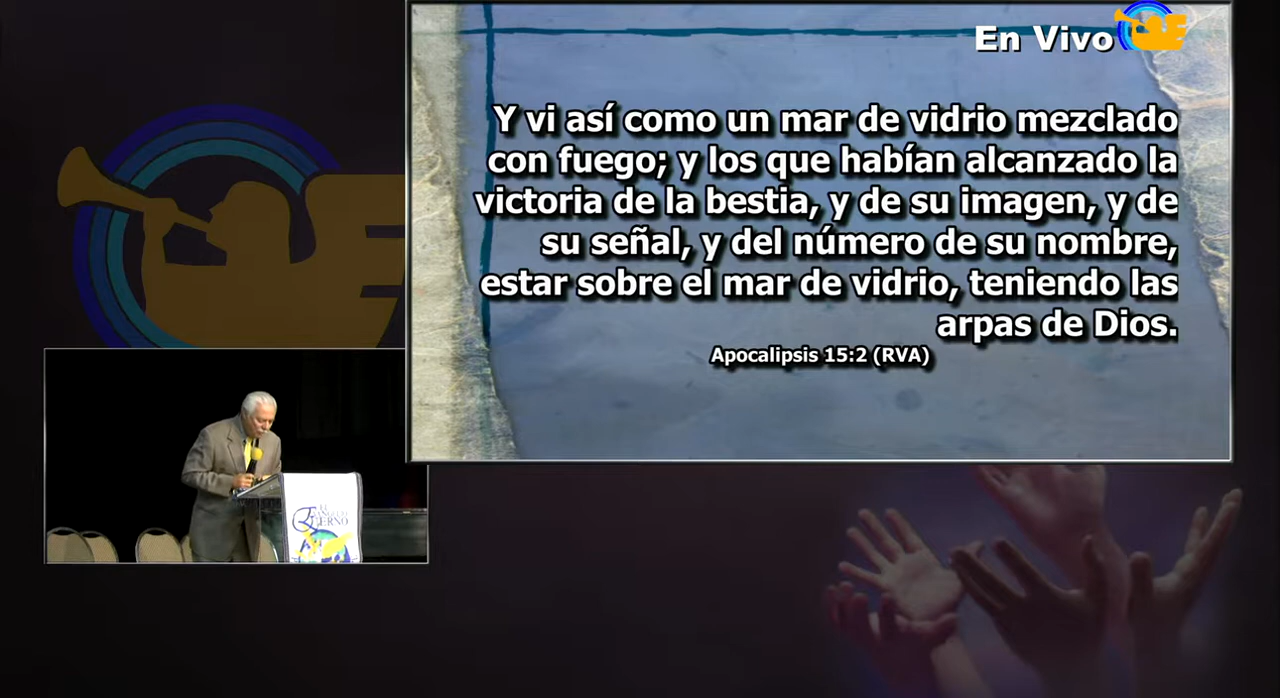 En Vivo
Y vi así como un mar de vidrio mezclado
con fuego; y los que habían alcanzado la
victoria de la bestia, y de su imagen, y de
su señal, y del número de su nombre,
estar sobre el mar de vidrio, teniendo las
arpas de Dios.
Apocalipsis 15:2 (RVA)
EL